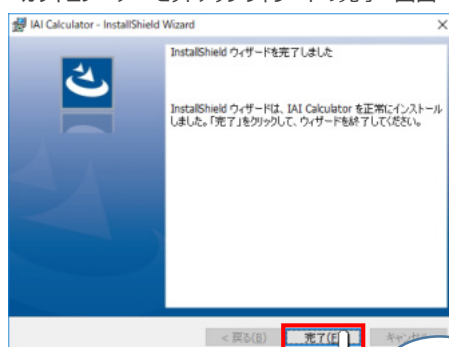 IAI Calculator - InstallShield Wizard
InstallShield ウィザードを完了しました
InstallShield ウィザードは、IAI Calculator を正常にインストール
しました。「完了」をクリックして、ウィザードを終了してください。
< 戻る(B)
完了(F)